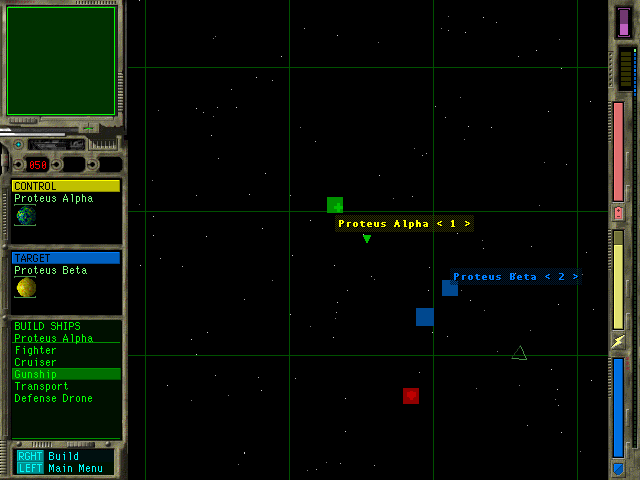 050
CONTROL
Proteus Alpha
TARGET
Proteus Beta
BUILD SHIPS
Proteus Alpha
Fighter
Cruiser
Gunship
Transport
Defense Drone
RGHT Build
LEFT Main Menu
Proteus Alpha < 1 >
Proteus Beta < 2 >